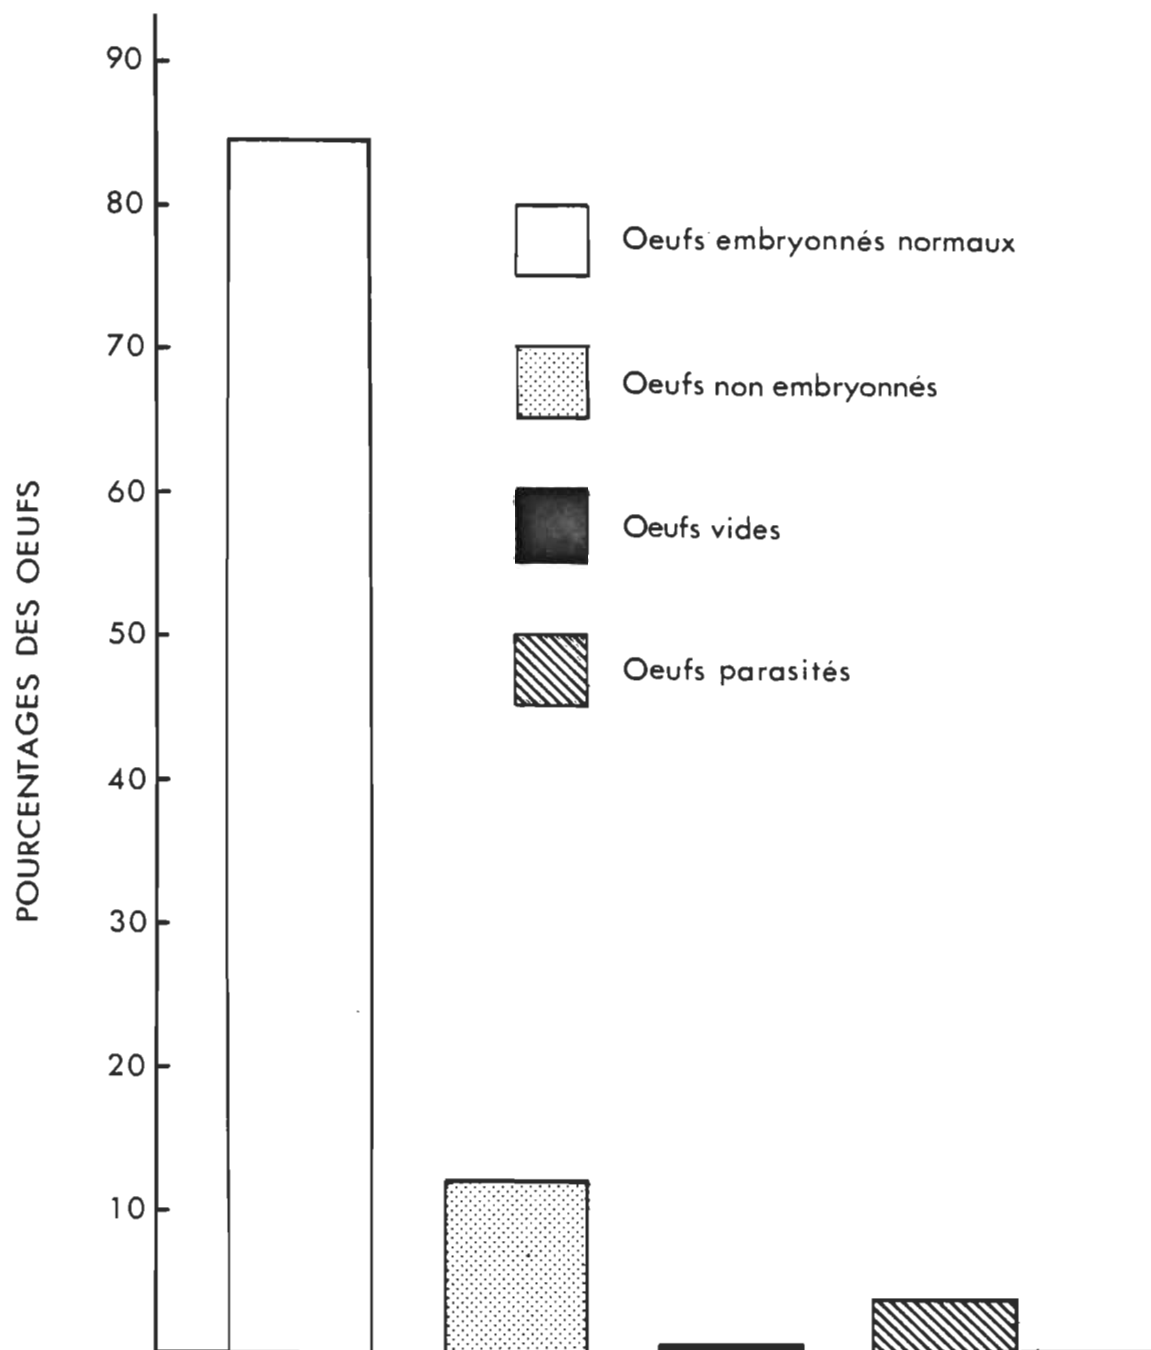 90
80
70
60
50
40
30
20
10
POURCENTAGES DES OEUFS
Oeufs embryonnés normaux
Oeufs non embryonnés
Oeufs vides
Oeufs parasités